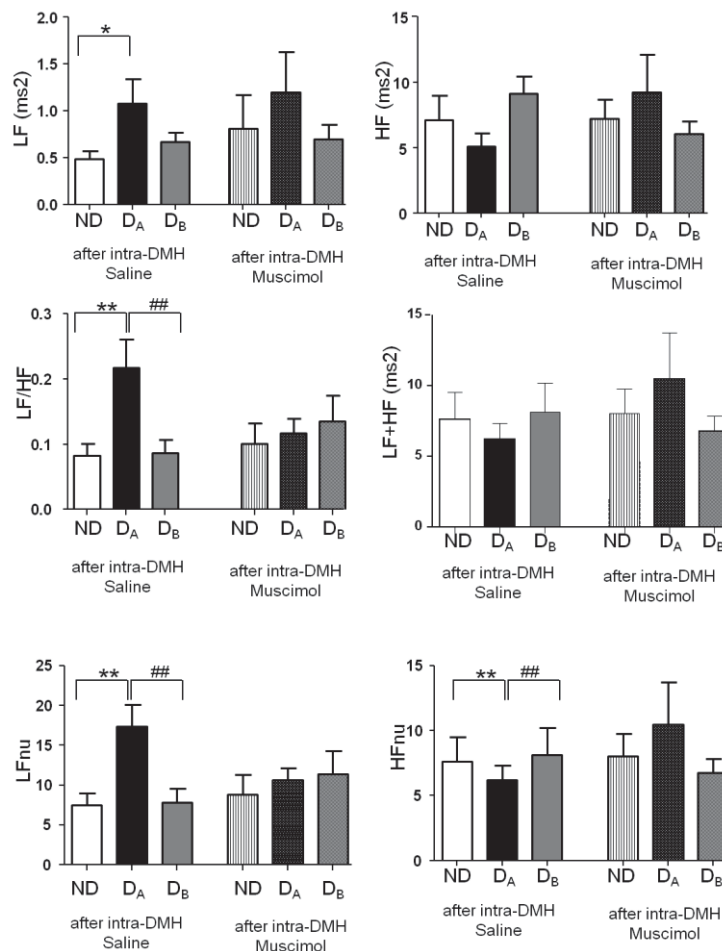 LF (ms2)
2.0
1.5
1.0
0.5
0.0
*
ND DA DB ND DA DB
after intra-DMH
Saline
after intra-DMH
Muscimol
HF (ms2)
15
10
5
0
ND DA DB ND DA DB
after intra-DMH
Saline
after intra-DMH
Muscimol
LF/HF
0.3
0.2
0.1
0.0
** ##
ND DA DB ND DA DB
after intra-DMH
Saline
after intra-DMH
Muscimol
LF+HF (ms2)
15
10
5
0
ND DA DB ND DA DB
after intra-DMH
Saline
after intra-DMH
Muscimol
LFnu
25
20
15
10
5
0
** ##
ND DA DB ND DA DB
after intra-DMH
Saline
after intra-DMH
Muscimol
HFnu
15
10
5
0
** ##
ND DA DB ND DA DB
after intra-DMH
Saline
after intra-DMH
Muscimol